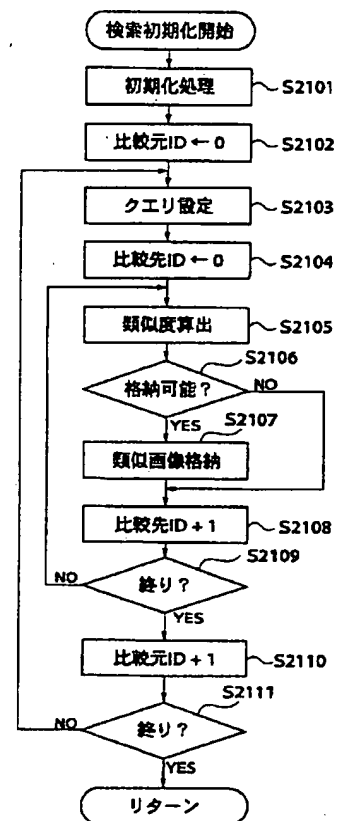 検索初期化開始
初期化処理 S2101
比較元ID ← 0 S2102
クエリ設定 S2103
比較先ID ← 0 S2104
類似度算出 S2105
S2106
格納可能? NO
YES S2107
類似画像格納
比較先ID + 1 S2108
S2109
NO 終り?
YES
比較元ID + 1 S2110
S2111
NO 終り?
YES
リターン